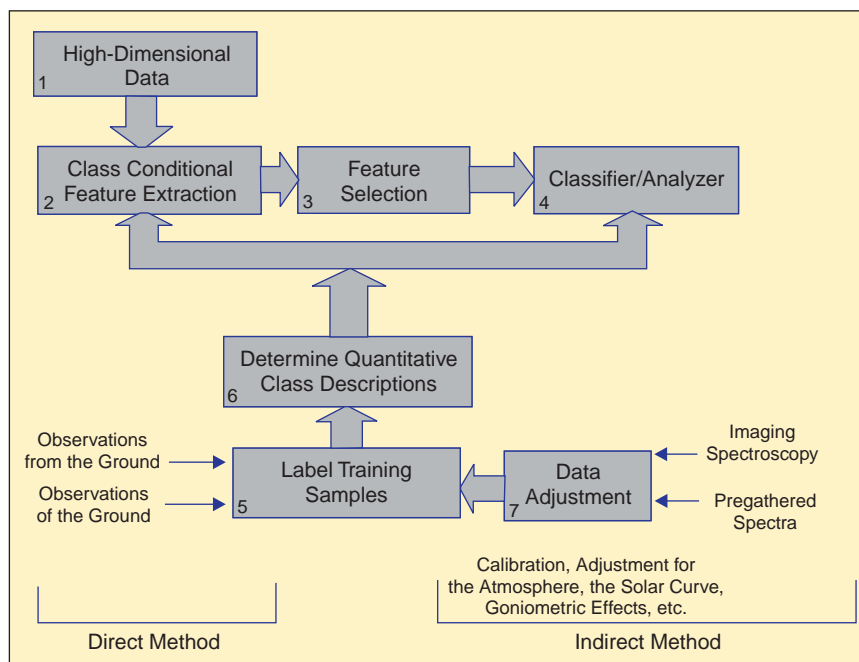 High-Dimensional
Data
1
Class Conditional
Feature Extraction
2
Feature
Selection
3
Classifier/Analyzer
4
Determine Quantitative
Class Descriptions
6
Observations
from the Ground
Observations
of the Ground
Label Training
Samples
5
Data
Adjustment
7
Imaging
Spectroscopy
Pregathered
Spectra
Calibration, Adjustment for
the Atmosphere, the Solar Curve,
Goniometric Effects, etc.
Direct Method
Indirect Method